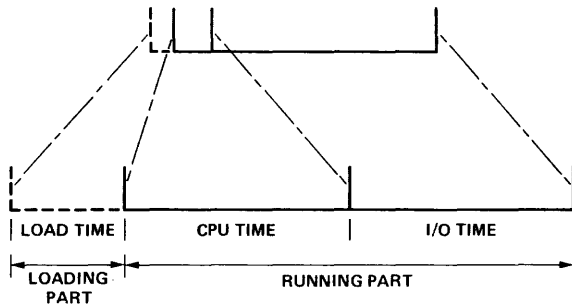 LOAD TIME CPU TIME I/O TIME
LOADING PART RUNNING PART